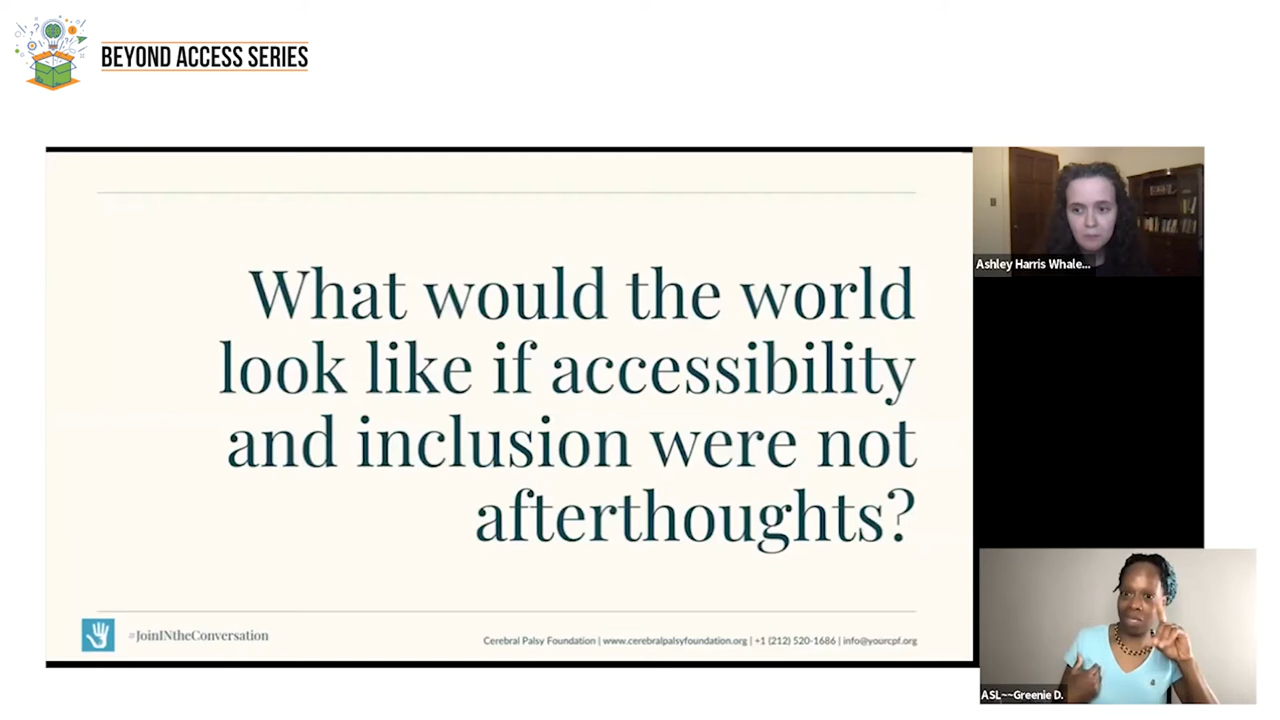 BEYOND ACCESS SERIES
What would the world
look like if accessibility
and inclusion were not
afterthoughts?
#JoinINtheConversation
Cerebral Palsy Foundation | www.cerebralpalsyfoundation.org | +1 (212) 520-1686 | info@yourcpf.org
Ashley Harris Whale...
ASL~~Greenie D.